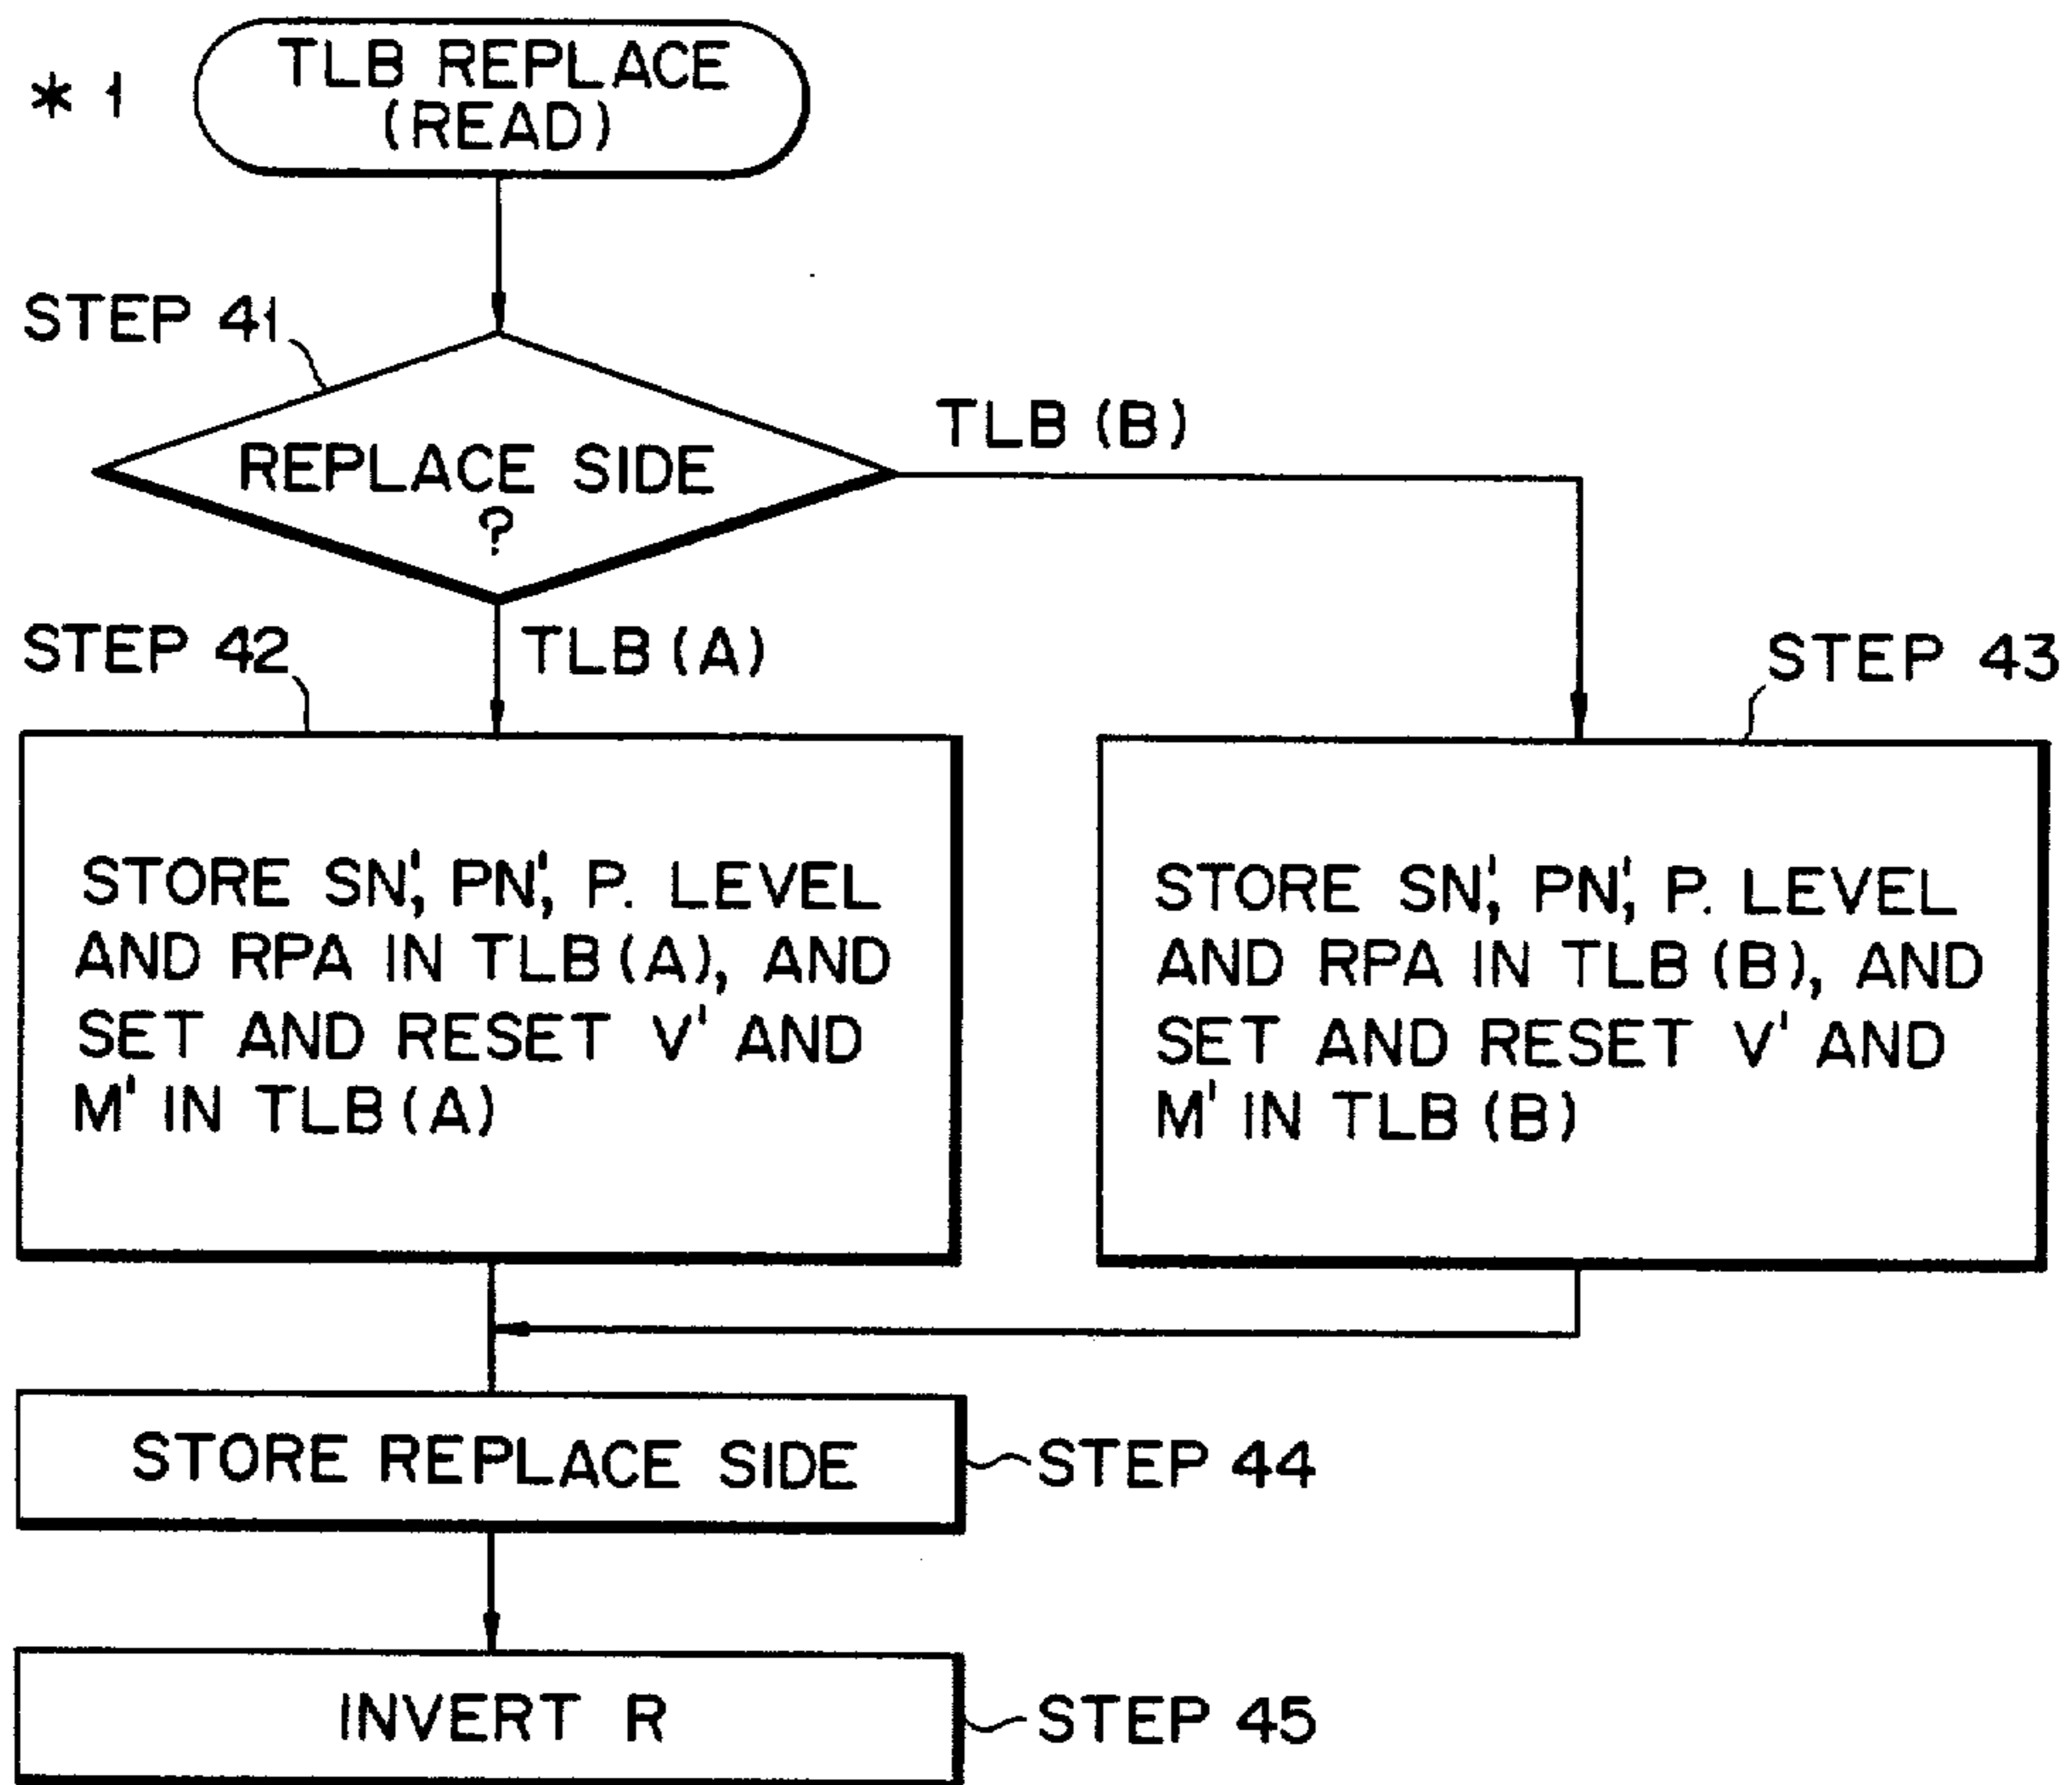 * 1
TLB REPLACE
(READ)
STEP 41
REPLACE SIDE
?
TLB (B)
STEP 42
TLB (A)
STEP 43
STORE SN', PN', P. LEVEL
AND RPA IN TLB (A), AND
SET AND RESET V' AND
M' IN TLB (A)
STORE SN', PN', P. LEVEL
AND RPA IN TLB (B), AND
SET AND RESET V' AND
M' IN TLB (B)
STORE REPLACE SIDE
STEP 44
INVERT R
STEP 45